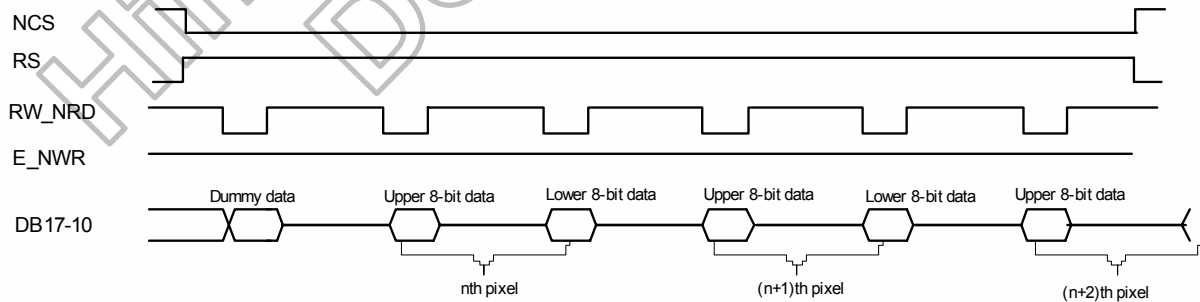 NCS
RS
RW_NRD
E_NWR
Dummy data
Upper 8-bit data
Lower 8-bit data
Upper 8-bit data
Lower 8-bit data
Upper 8-bit data
DB17-10
nth pixel
(n+1)th pixel
(n+2)th pixel